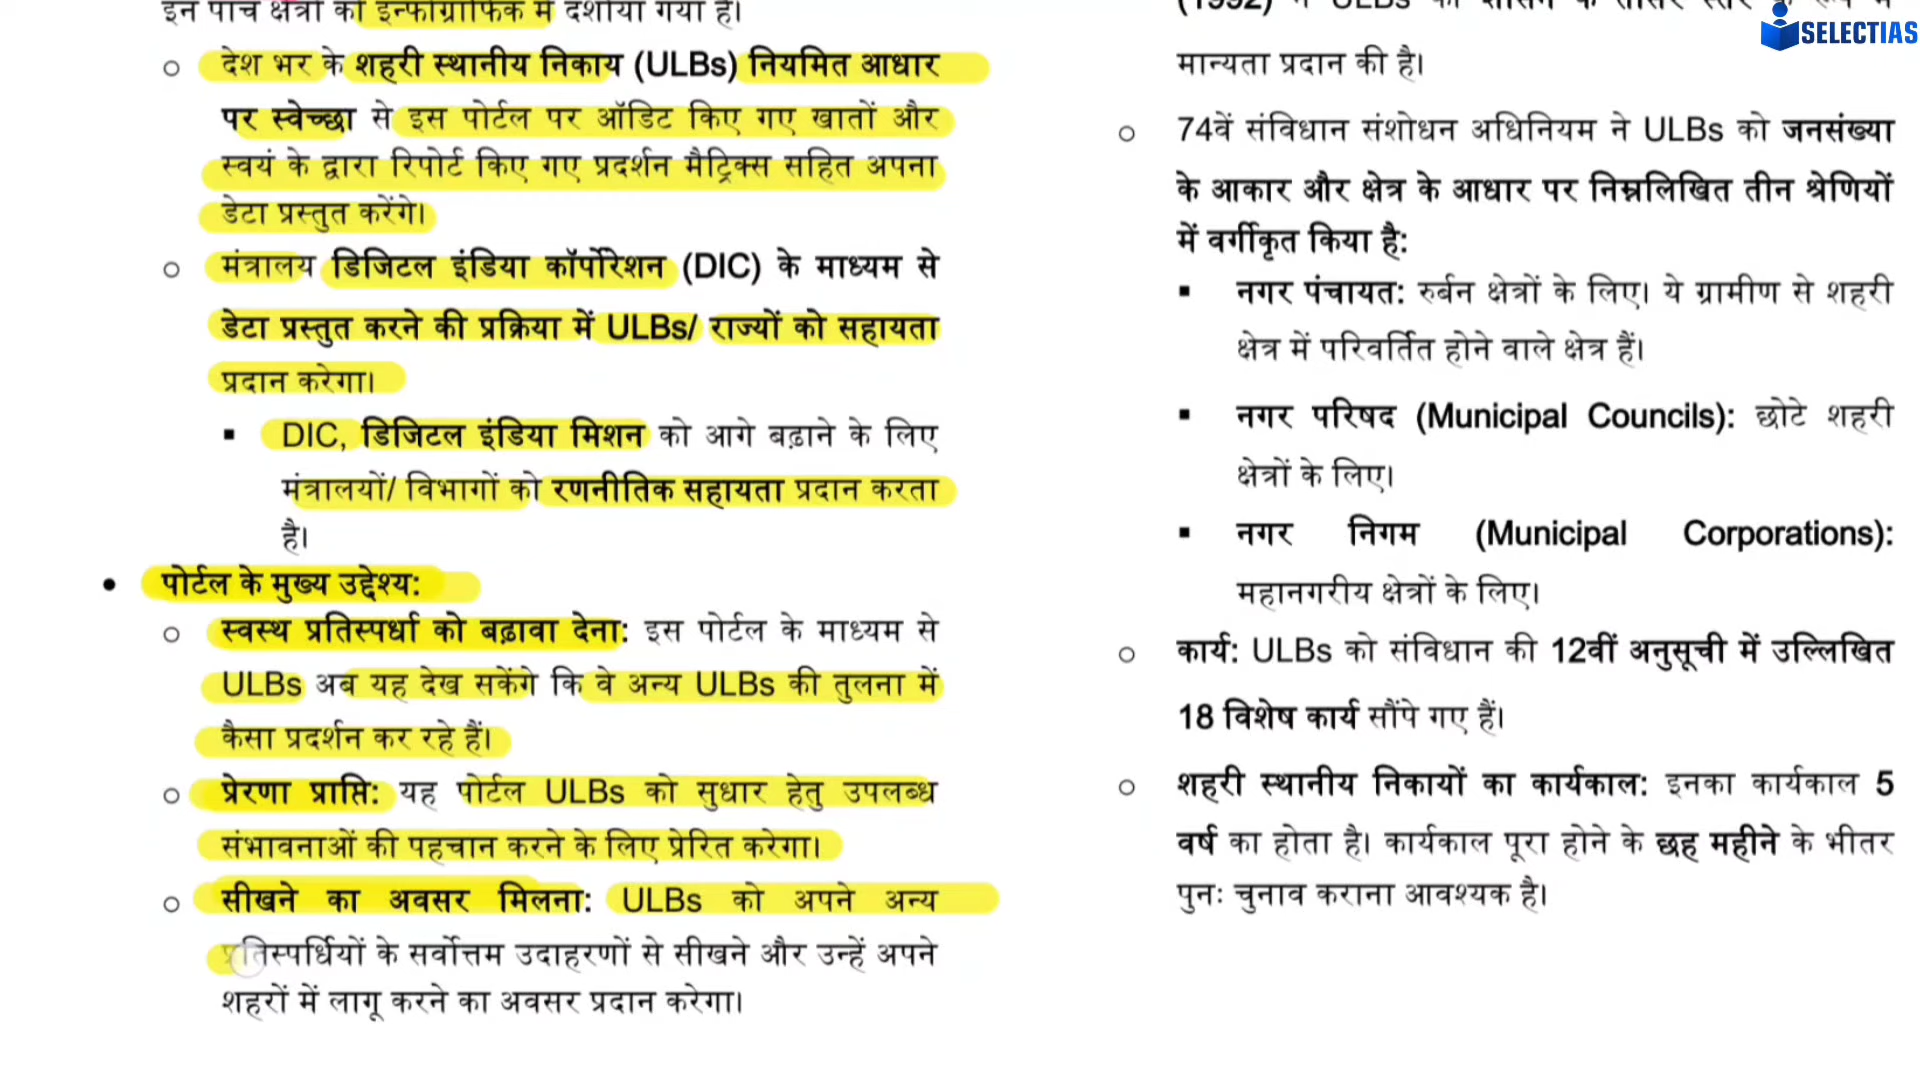 इन पांच क्षेत्रों को इन्फोग्राफिक में दर्शाया गया है।
○ देश भर के शहरी स्थानीय निकाय (ULBs) नियमित आधार
पर स्वेच्छा से इस पोर्टल पर ऑडिट किए गए खातों और
स्वयं के द्वारा रिपोर्ट किए गए प्रदर्शन मैट्रिक्स सहित अपना
डेटा प्रस्तुत करेंगे।
○ मंत्रालय डिजिटल इंडिया कॉर्पोरेशन (DIC) के माध्यम से
डेटा प्रस्तुत करने की प्रक्रिया में ULBs/ राज्यों को सहायता
प्रदान करेगा।
▪ DIC, डिजिटल इंडिया मिशन को आगे बढ़ाने के लिए
मंत्रालयों/ विभागों को रणनीतिक सहायता प्रदान करता
है।
• पोर्टल के मुख्य उद्देश्य:
○ स्वस्थ प्रतिस्पर्धा को बढ़ावा देना: इस पोर्टल के माध्यम से
ULBs अब यह देख सकेंगे कि वे अन्य ULBs की तुलना में
कैसा प्रदर्शन कर रहे हैं।
○ प्रेरणा प्राप्ति: यह पोर्टल ULBs को सुधार हेतु उपलब्ध
संभावनाओं की पहचान करने के लिए प्रेरित करेगा।
○ सीखने का अवसर मिलना: ULBs को अपने अन्य
प्रतिस्पर्धियों के सर्वोत्तम उदाहरणों से सीखने और उन्हें अपने
शहरों में लागू करने का अवसर प्रदान करेगा।
(1992) ने ULBs को शासन के तीसरे स्तर के रूप में
मान्यता प्रदान की है।
○ 74वें संविधान संशोधन अधिनियम ने ULBs को जनसंख्या
के आकार और क्षेत्र के आधार पर निम्नलिखित तीन श्रेणियों
में वर्गीकृत किया है:
▪ नगर पंचायत: रुर्बन क्षेत्रों के लिए। ये ग्रामीण से शहरी
क्षेत्र में परिवर्तित होने वाले क्षेत्र हैं।
▪ नगर परिषद (Municipal Councils): छोटे शहरी
क्षेत्रों के लिए।
▪ नगर निगम (Municipal Corporations):
महानगरीय क्षेत्रों के लिए।
○ कार्य: ULBs को संविधान की 12वीं अनुसूची में उल्लिखित
18 विशेष कार्य सौंपे गए हैं।
○ शहरी स्थानीय निकायों का कार्यकाल: इनका कार्यकाल 5
वर्ष का होता है। कार्यकाल पूरा होने के छह महीने के भीतर
पुनः चुनाव कराना आवश्यक है।
SELECTIAS